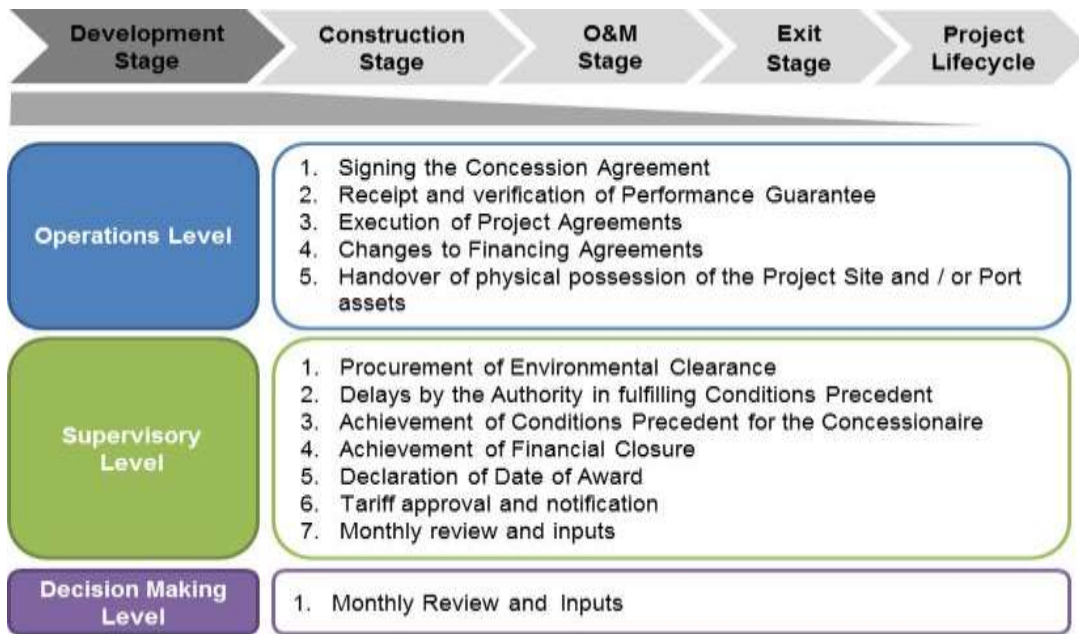 Development
Stage
Construction
Stage
O&M
Stage
Exit
Stage
Project
Lifecycle
Operations Level
1. Signing the Concession Agreement
2. Receipt and verification of Performance Guarantee
3. Execution of Project Agreements
4. Changes to Financing Agreements
5. Handover of physical possession of the Project Site and / or Port
assets
Supervisory
Level
1. Procurement of Environmental Clearance
2. Delays by the Authority in fulfilling Conditions Precedent
3. Achievement of Conditions Precedent for the Concessionaire
4. Achievement of Financial Closure
5. Declaration of Date of Award
6. Tariff approval and notification
7. Monthly review and inputs
Decision Making
Level
1. Monthly Review and Inputs